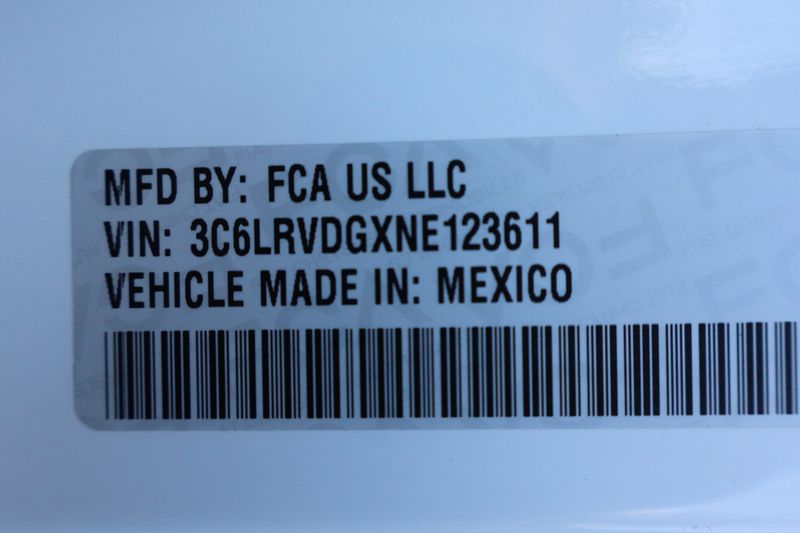 MFD BY: FCA US LLC
VIN: 3C6LRVDGXNE123611
VEHICLE MADE IN: MEXICO